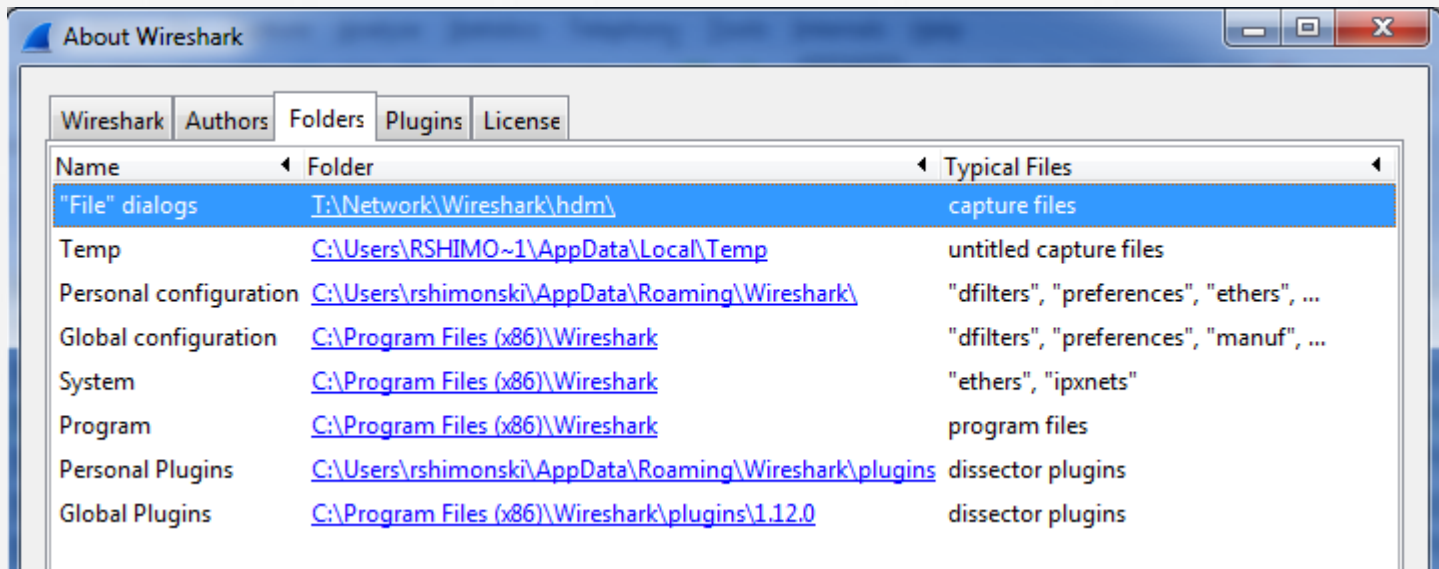 About Wireshark
Wireshark Authors Folders Plugins License
Name Folder Typical Files
"File" dialogs T:\Network\Wireshark\hdm\ capture files
Temp C:\Users\RSHIMO~1\AppData\Local\Temp untitled capture files
Personal configuration C:\Users\rshimonski\AppData\Roaming\Wireshark\ "dfilters", "preferences", "ethers", ...
Global configuration C:\Program Files (x86)\Wireshark "dfilters", "preferences", "manuf", ...
System C:\Program Files (x86)\Wireshark "ethers", "ipxnets"
Program C:\Program Files (x86)\Wireshark program files
Personal Plugins C:\Users\rshimonski\AppData\Roaming\Wireshark\plugins dissector plugins
Global Plugins C:\Program Files (x86)\Wireshark\plugins\1.12.0 dissector plugins